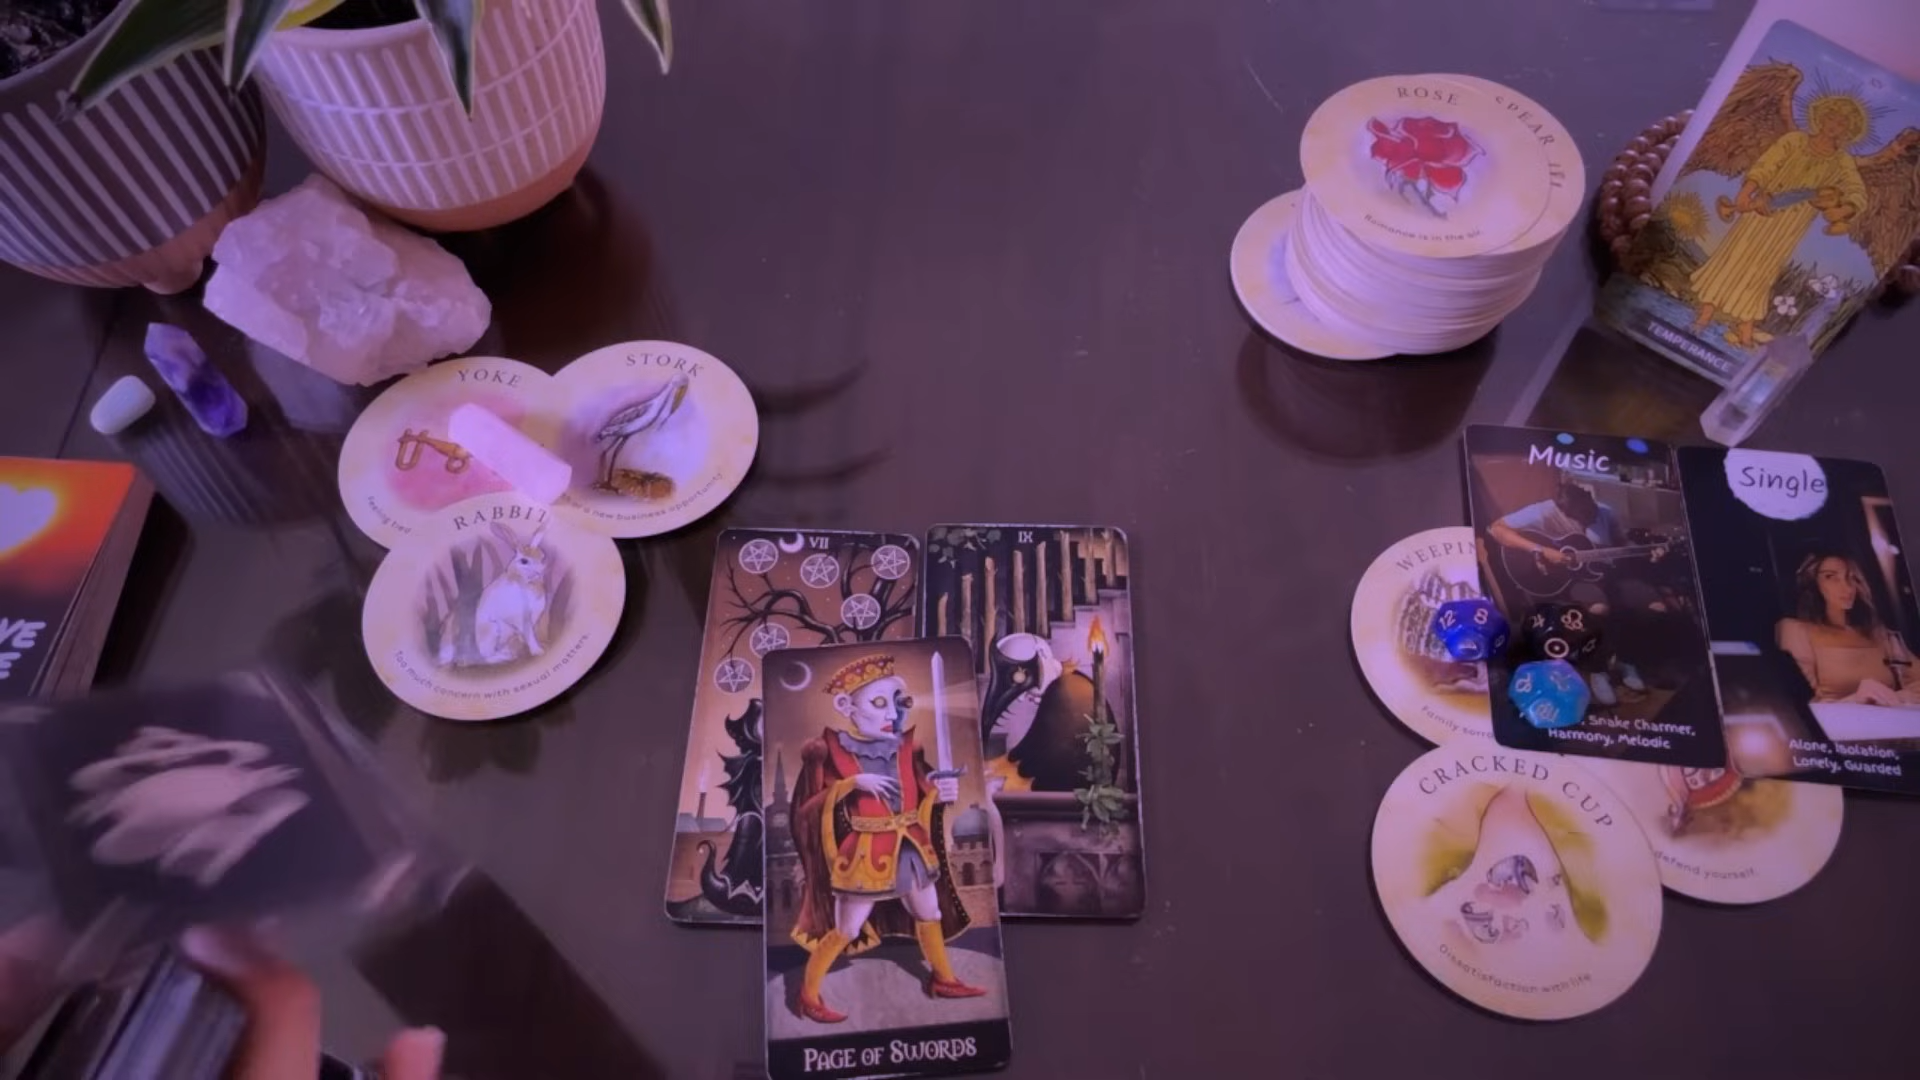 ROSE
SPEAR
Romance is in the air.
TEMPERANCE
YOKE
Feeling tied
STORK
a new business opportunity
RABBIT
Too much concern with sexual matters.
VII
IX
PAGE OF SWORDS
Music
Snake Charmer,
Harmony, Melodic
Single
Alone, Isolation,
Lonely, Guarded
12
8
Family
CRACKED CUP
Dissatisfaction with life
defend yourself.